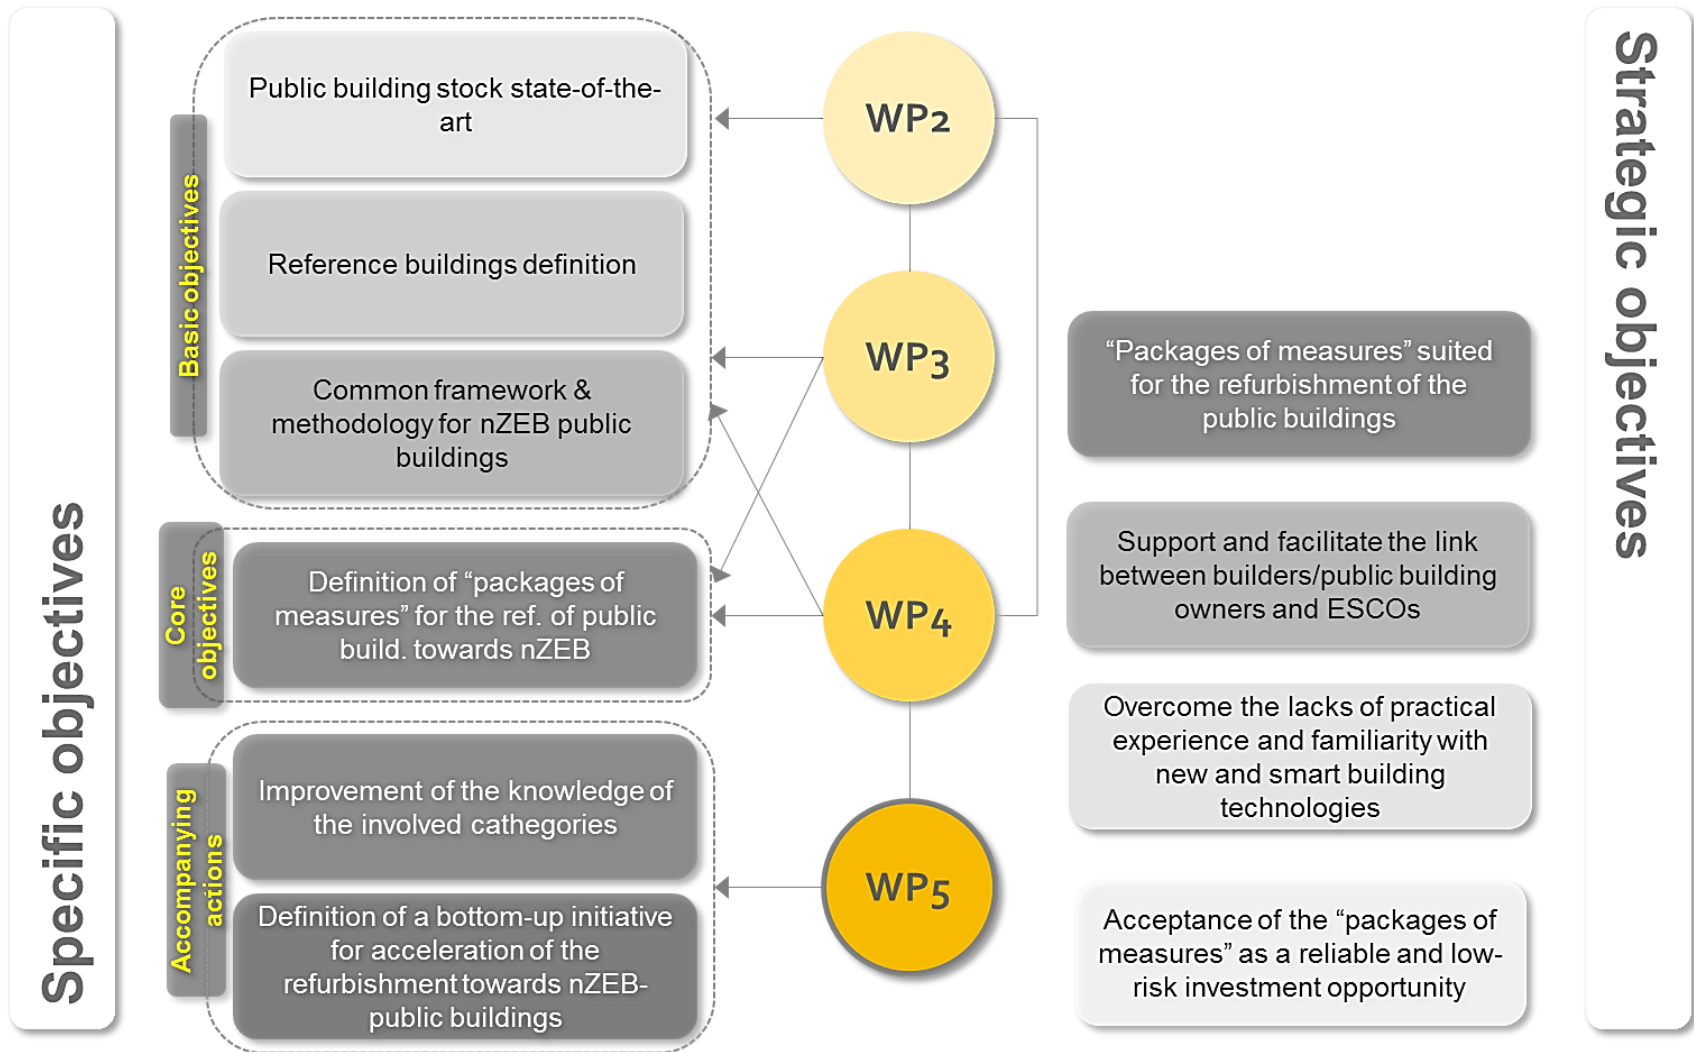 Specific objectives
Basic objectives
Public building stock state-of-the-
art
Reference buildings definition
Common framework &
methodology for nZEB public
buildings
Core
objectives
Definition of “packages of
measures” for the ref. of public
build. towards nZEB
Accompanying
actions
Improvement of the knowledge of
the involved cathegories
Definition of a bottom-up initiative
for acceleration of the
refurbishment towards nZEB-
public buildings
WP2
WP3
WP4
WP5
“Packages of measures” suited
for the refurbishment of the
public buildings
Support and facilitate the link
between builders/public building
owners and ESCOs
Overcome the lacks of practical
experience and familiarity with
new and smart building
technologies
Acceptance of the “packages of
measures” as a reliable and low-
risk investment opportunity
Strategic objectives